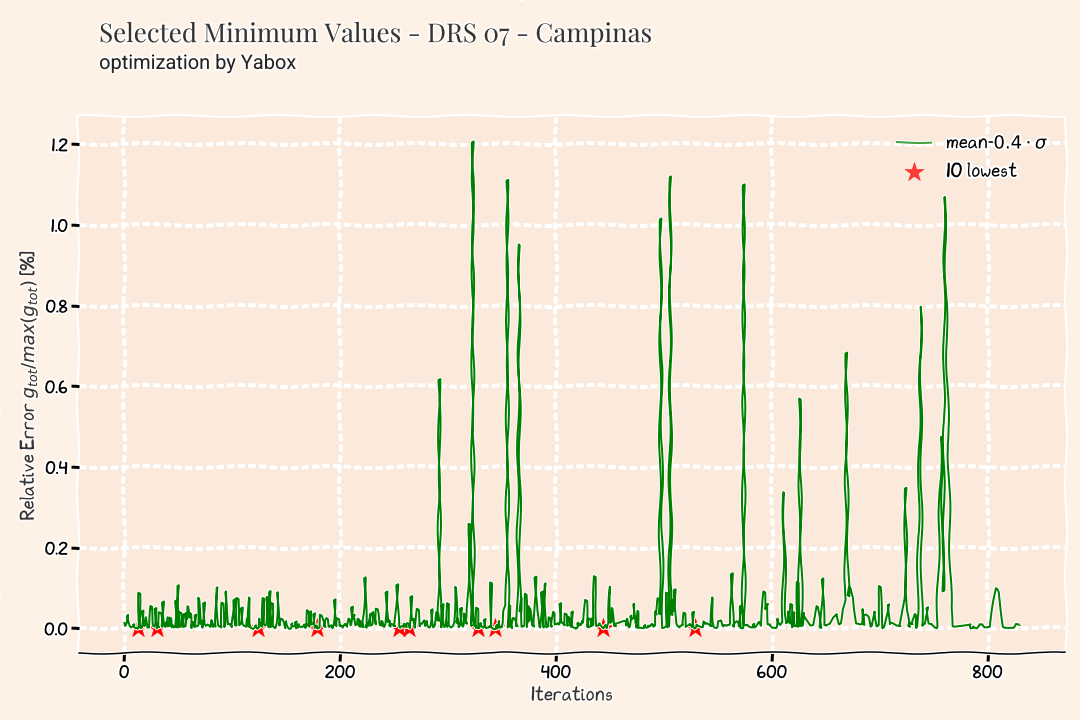 Selected Minimum Values - DRS 07 - Campinas
optimization by Yabox
mean-0.4 · σ
10 lowest
Relative Error g_tot/max(g_tot) [%]
1.2
1.0
0.8
0.6
0.4
0.2
0.0
0 200 400 600 800
Iterations